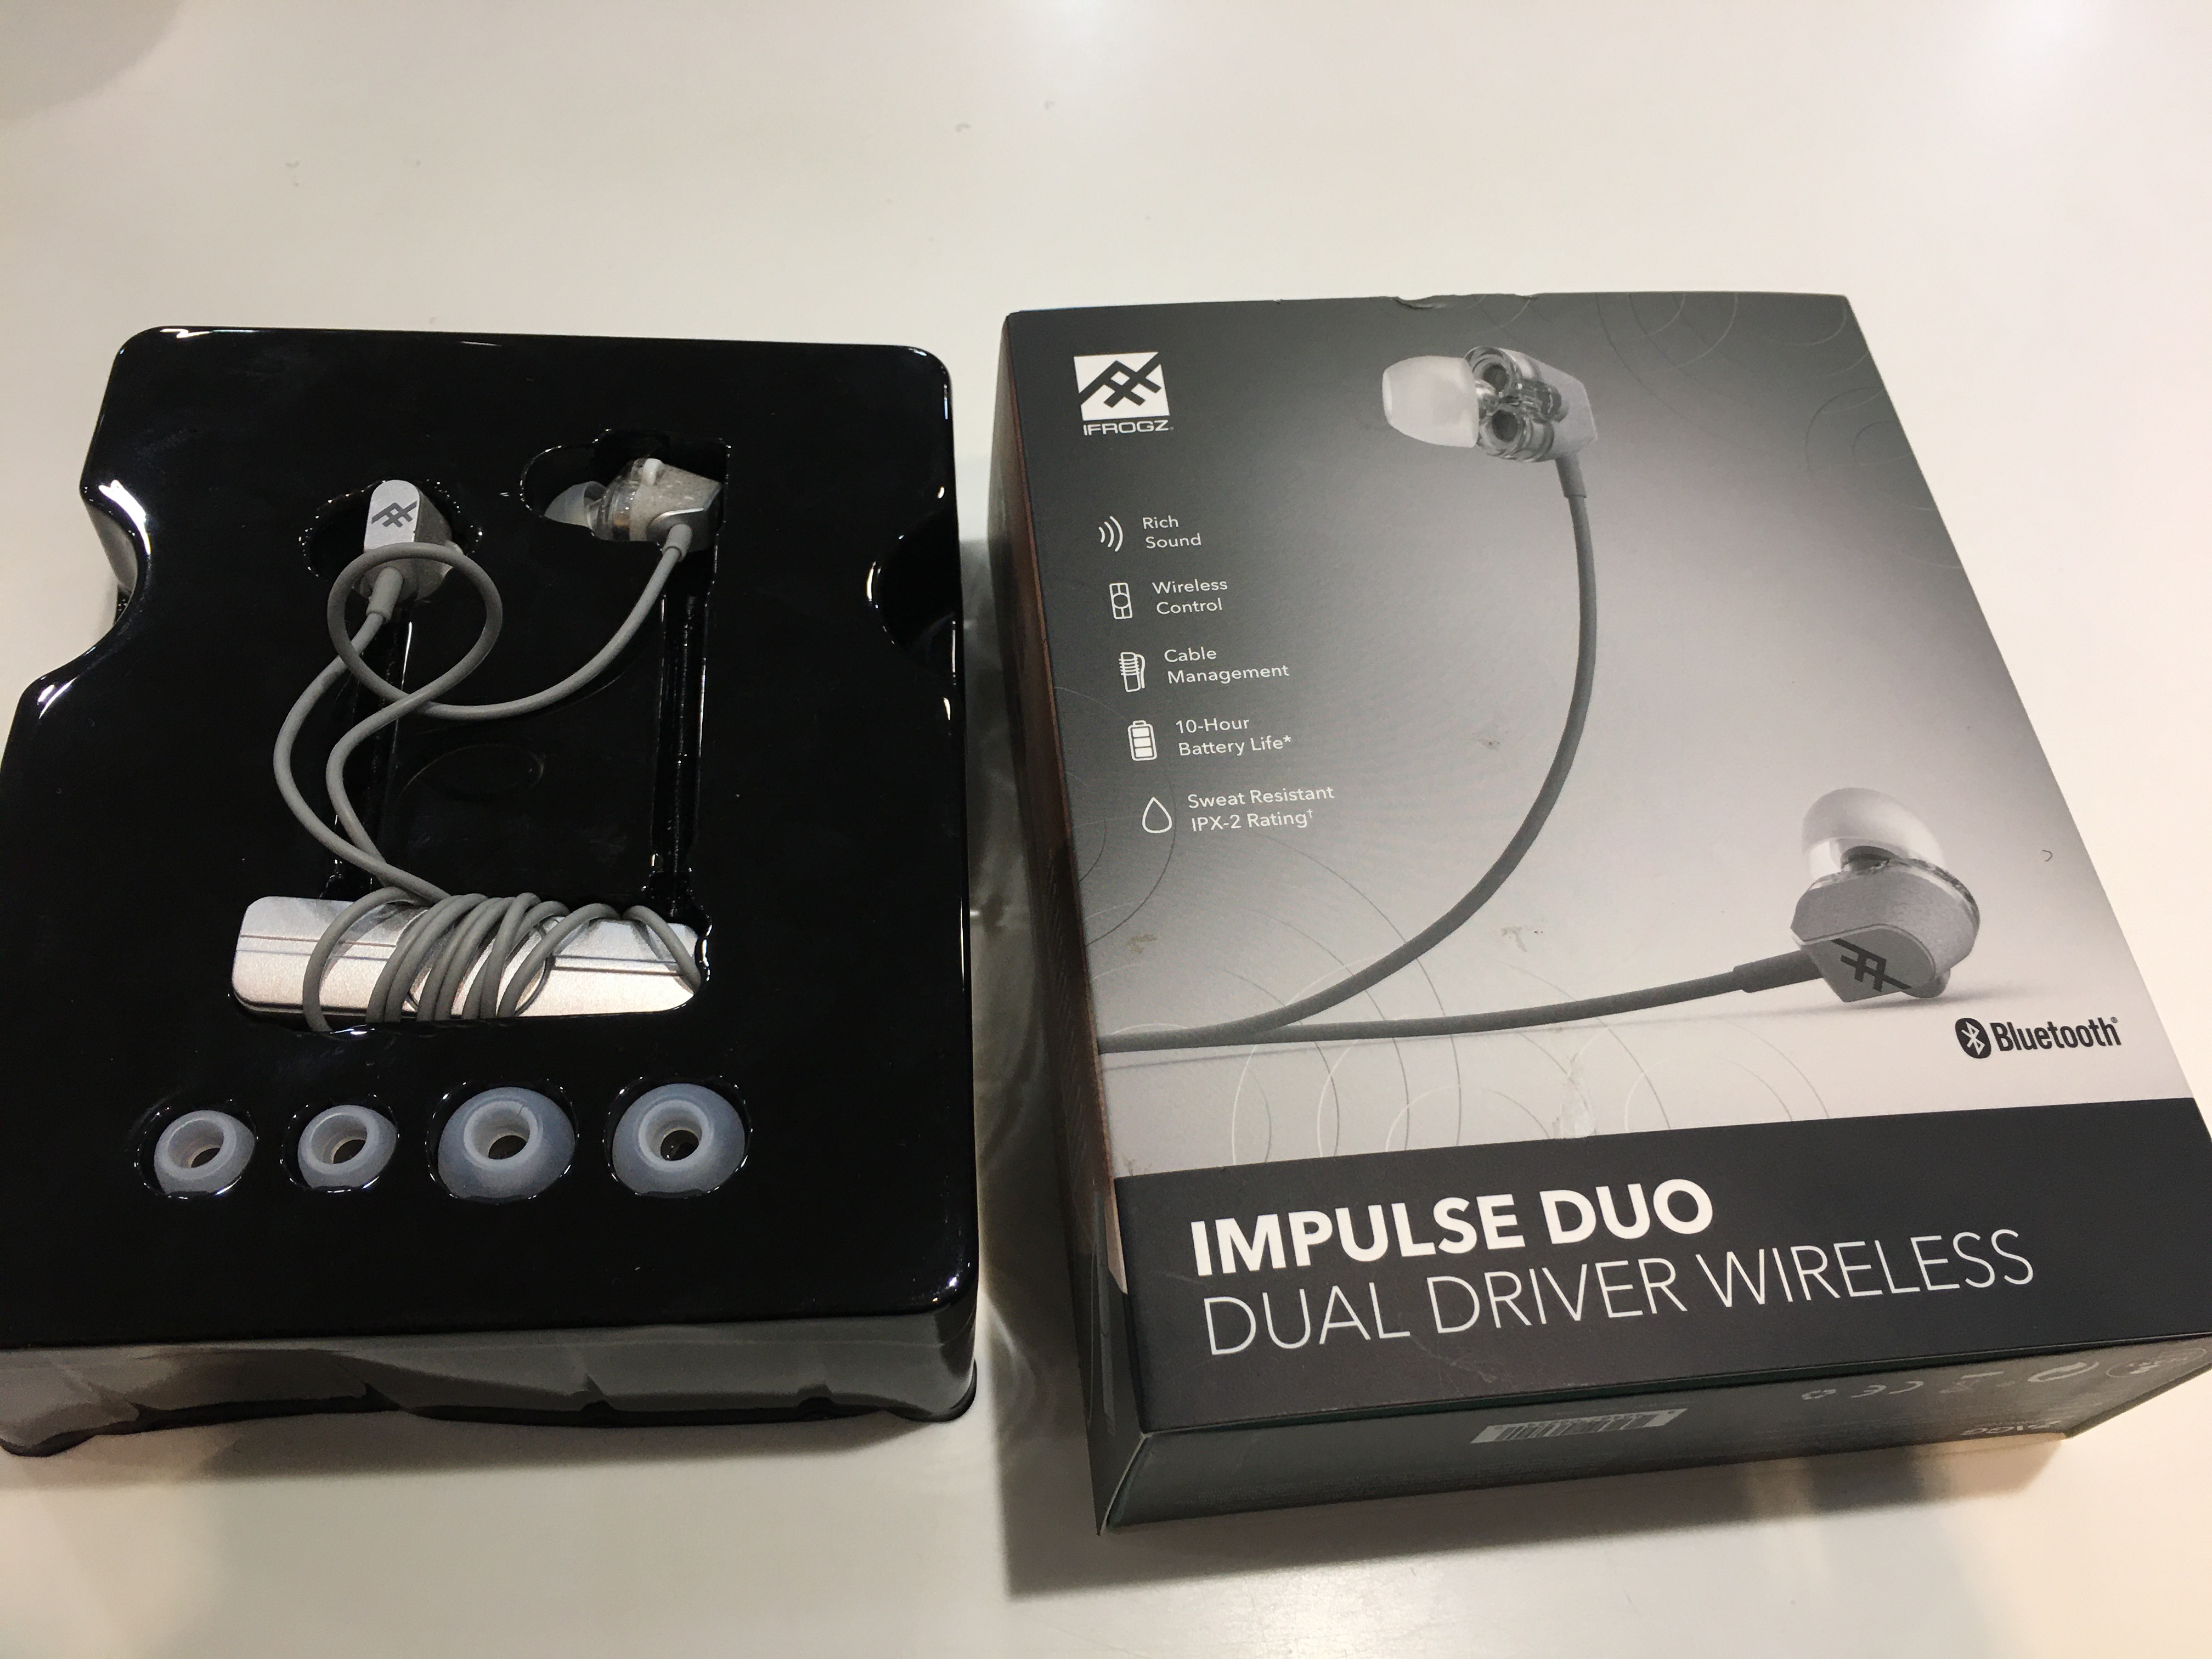 IFROGZ
Rich
Sound
Wireless
Control
Cable
Management
10-Hour
Battery Life*
Sweat Resistant
IPX-2 Rating†
Bluetooth®
IMPULSE DUO
DUAL DRIVER WIRELESS
CE